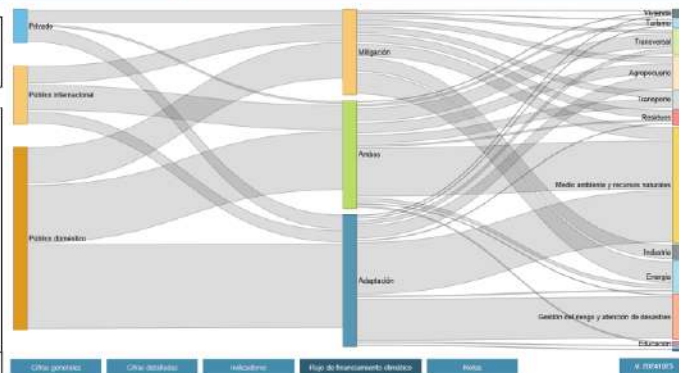 Privado
Público internacional
Público doméstico
Mitigación
Ambos
Adaptación
Vivienda
Turismo
Transversal
Agropecuario
Transporte
Residuos
Medio ambiente y recursos naturales
Industria
Energía
Gestión del riesgo y atención de desastres
Educación
Cifras generales
Cifras detalladas
Indicadores
Flujo de financiamiento climático
Notas